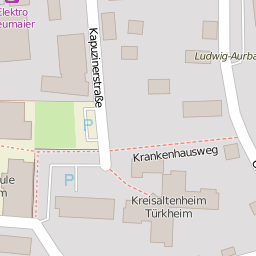 Elektro
eumaier
Kapuzinerstraße
Ludwig-Aurba
P
Krankenhausweg
P
ule
m
Kreisaltenheim
Türkheim